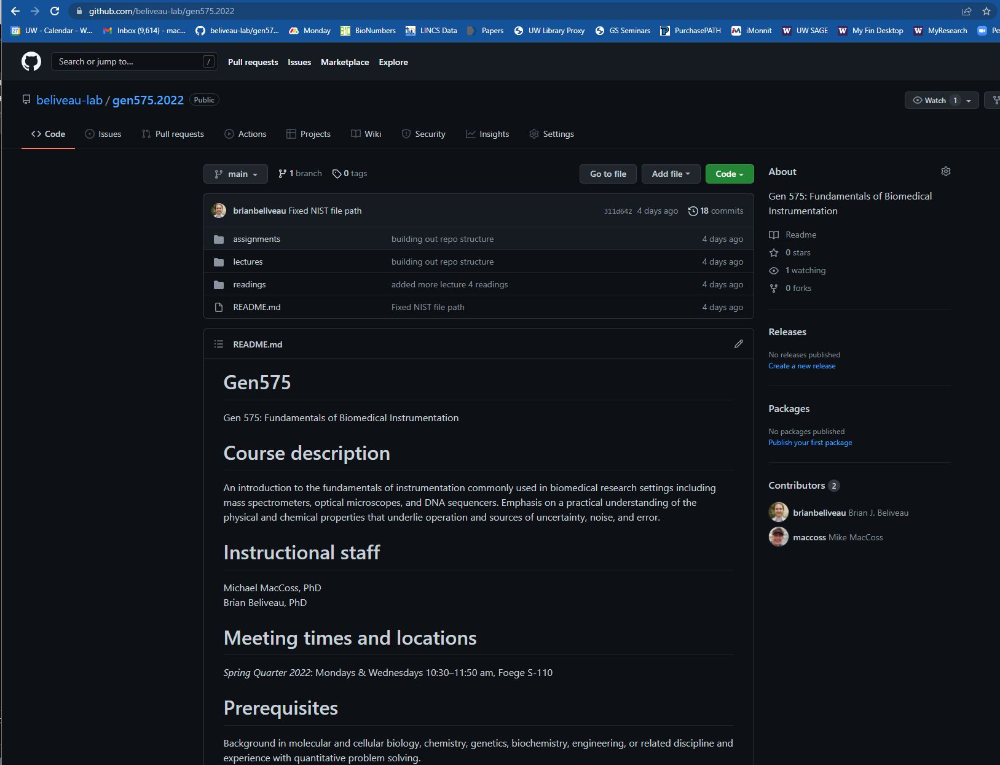 github.com/beliveau-lab/gen575.2022
27 UW - Calendar - W... Inbox (9,614) - mac... beliveau-lab/gen57... Monday BioNumbers LINCS Data Papers UW Library Proxy GS Seminars PurchasePATH iMonnit UW SAGE My Fin Desktop MyResearch Pe
Search or jump to... / Pull requests Issues Marketplace Explore
beliveau-lab / gen575.2022 Public Watch 1
Code Issues Pull requests Actions Projects Wiki Security Insights Settings
main 1 branch 0 tags Go to file Add file Code
brianbeliveau Fixed NIST file path 311d642 4 days ago 18 commits
assignments building out repo structure 4 days ago
lectures building out repo structure 4 days ago
readings added more lecture 4 readings 4 days ago
README.md Fixed NIST file path 4 days ago
README.md
Gen575
Gen 575: Fundamentals of Biomedical Instrumentation
Course description
An introduction to the fundamentals of instrumentation commonly used in biomedical research settings including
mass spectrometers, optical microscopes, and DNA sequencers. Emphasis on a practical understanding of the
physical and chemical properties that underlie operation and sources of uncertainty, noise, and error.
Instructional staff
Michael MacCoss, PhD
Brian Beliveau, PhD
Meeting times and locations
Spring Quarter 2022: Mondays & Wednesdays 10:30–11:50 am, Foege S-110
Prerequisites
Background in molecular and cellular biology, chemistry, genetics, biochemistry, engineering, or related discipline and
experience with quantitative problem solving.
About
Gen 575: Fundamentals of Biomedical
Instrumentation
Readme
0 stars
1 watching
0 forks
Releases
No releases published
Create a new release
Packages
No packages published
Publish your first package
Contributors 2
brianbeliveau Brian J. Beliveau
maccoss Mike MacCoss